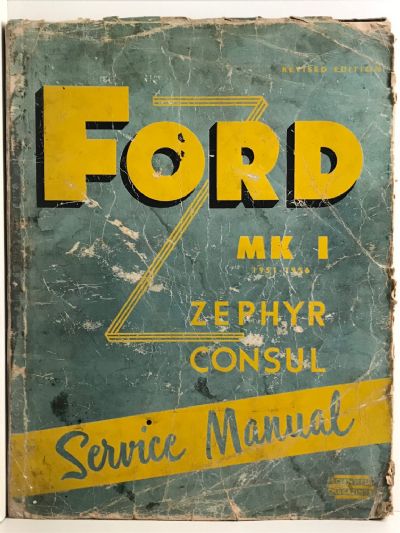 REVISED EDITION
FORD
MK I
1951-1956
ZEPHYR
CONSUL
Service Manual